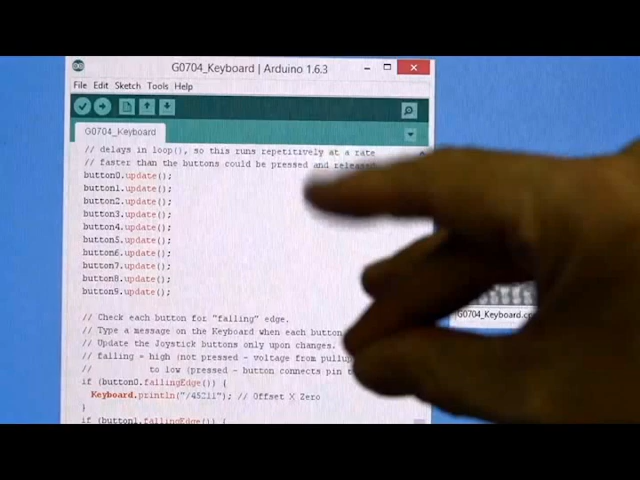 G0704_Keyboard | Arduino 1.6.3
File Edit Sketch Tools Help
G0704_Keyboard
// delays in loop(), so this runs repetitively at a rate
// faster than the buttons could be pressed and released.
button0.update();
button1.update();
button2.update();
button3.update();
button4.update();
button5.update();
button6.update();
button7.update();
button8.update();
button9.update();
// Check each button for "falling" edge.
// Type a message on the Keyboard when each button
// Update the Joystick buttons only upon changes.
// falling = high (not pressed - voltage from pullup
// to low (pressed - button connects pin t
if (button0.fallingEdge()) {
Keyboard.println("/45211"); // Offset X Zero
}
if (button1.fallingEdge()) {
G0704_Keyboard